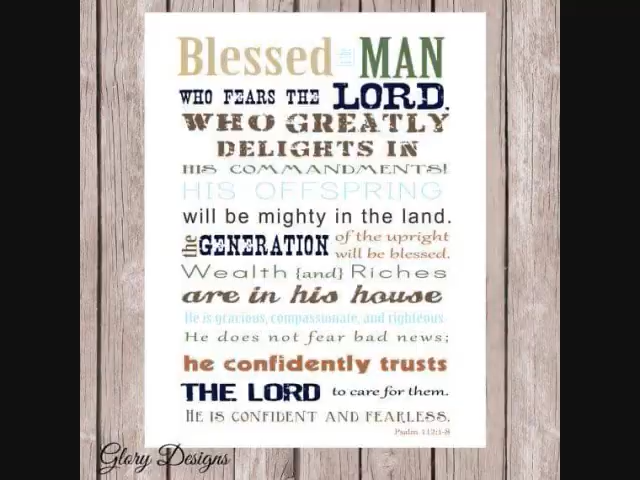 Blessed is the MAN
WHO FEARS THE LORD,
WHO GREATLY
DELIGHTS IN
HIS COMMANDMENTS!
HIS OFFSPRING
will be mighty in the land.
the GENERATION of the upright
will be blessed.
Wealth {and} Riches
are in his house
He is gracious, compassionate, and righteous.
He does not fear bad news;
he confidently trusts
THE LORD to care for them.
HE IS CONFIDENT AND FEARLESS.
Psalm 112:1-8
Glory Designs